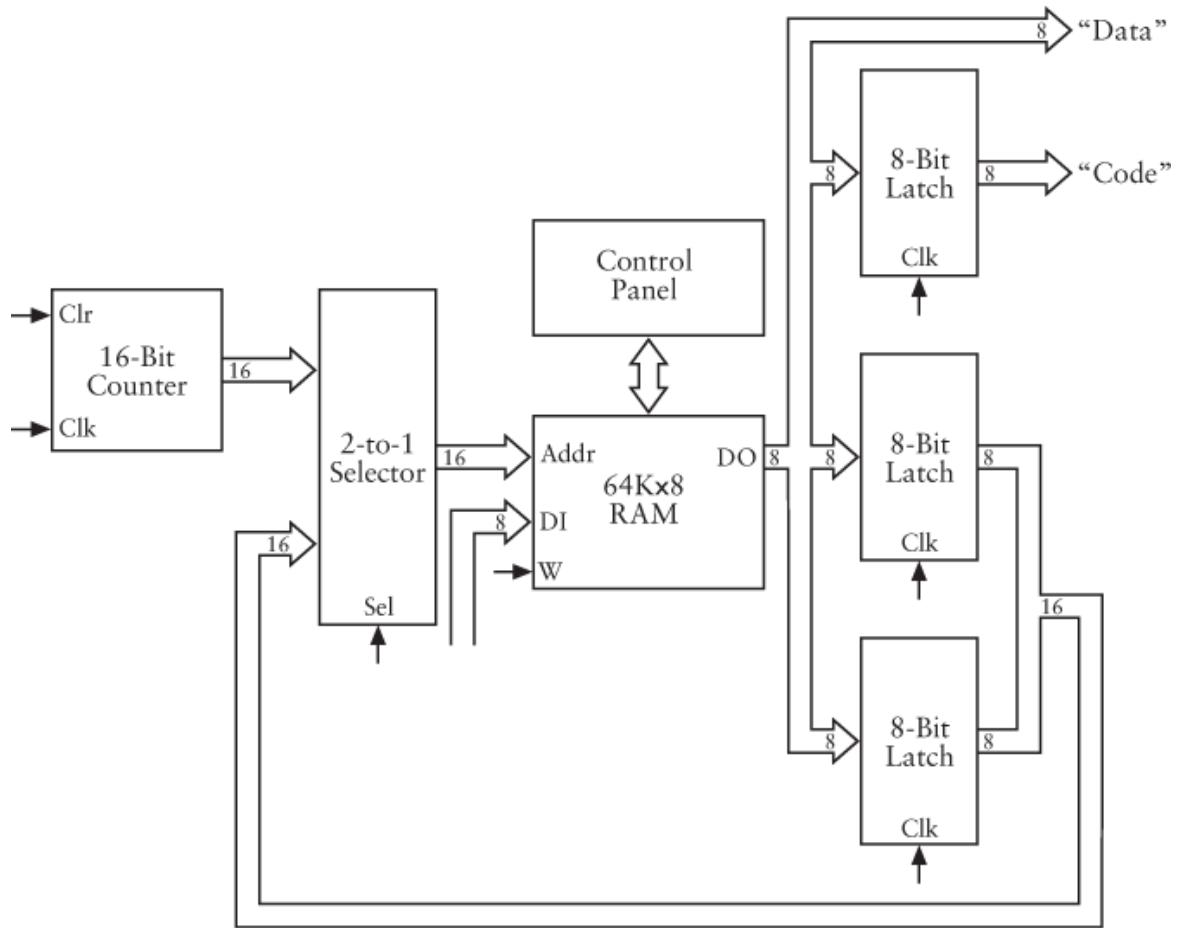 8
“Data”
8
8-Bit
Latch
Clk
8
“Code”
Control
Panel
Clr
16-Bit
Counter
Clk
16
2-to-1
Selector
Sel
16
16
Addr
DI
W
64Kx8
RAM
DO
8
8
8
8-Bit
Latch
Clk
8
16
8
8-Bit
Latch
Clk
8